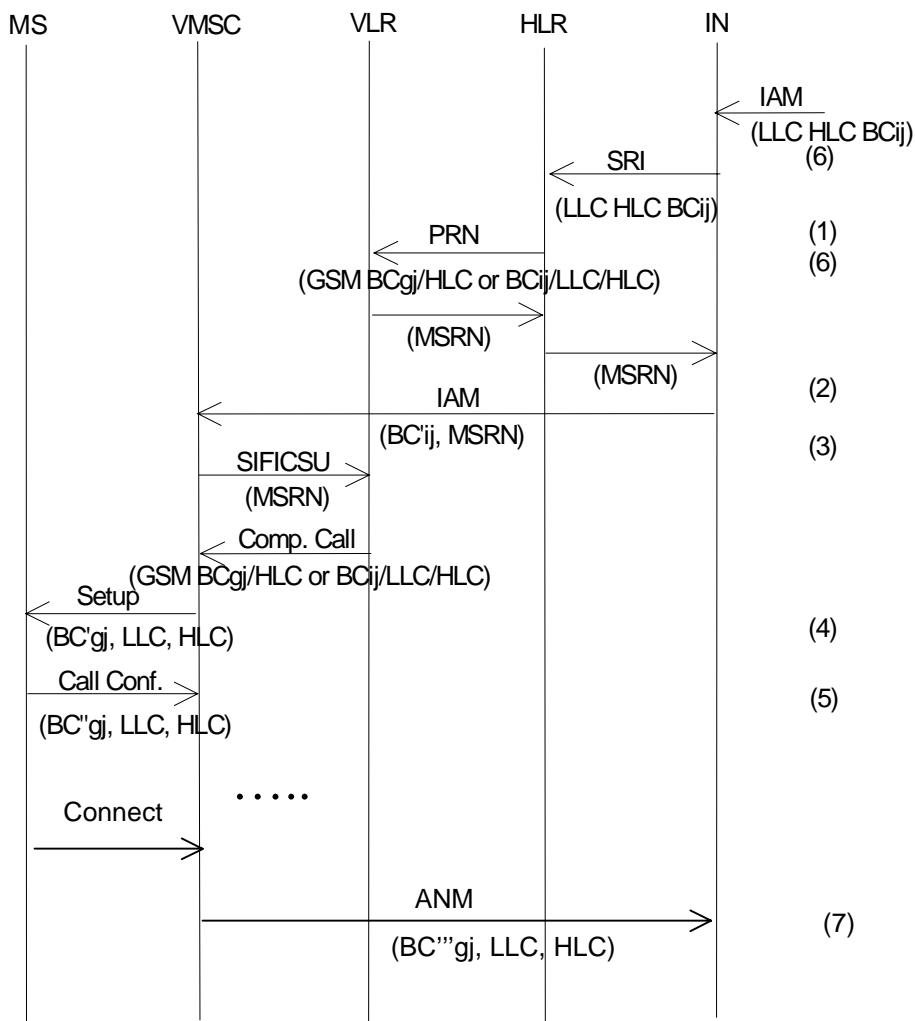 MS VMSC VLR HLR IN
IAM
(LLC HLC BCij)
(6)
SRI
(LLC HLC BCij)
(1)
PRN
(6)
(GSM BCgj/HLC or BCij/LLC/HLC)
(MSRN)
(MSRN)
(2)
IAM
(BC'ij, MSRN)
(3)
SIFICSU
(MSRN)
Comp. Call
(GSM BCgj/HLC or BCij/LLC/HLC)
Setup
(BC'gj, LLC, HLC)
(4)
Call Conf.
(5)
(BC"gj, LLC, HLC)
.....
Connect
ANM
(7)
(BC'''gj, LLC, HLC)